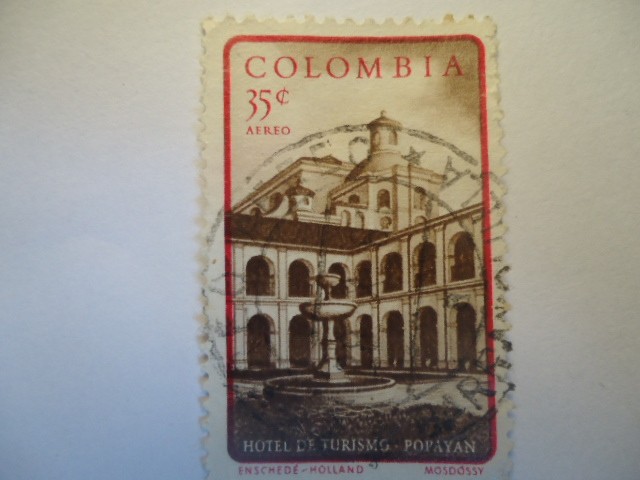 COLOMBIA
35¢
AEREO
HOTEL DE TURISMO - POPAYAN
ENSCHEDÉ-HOLLAND MOSDÓSSY